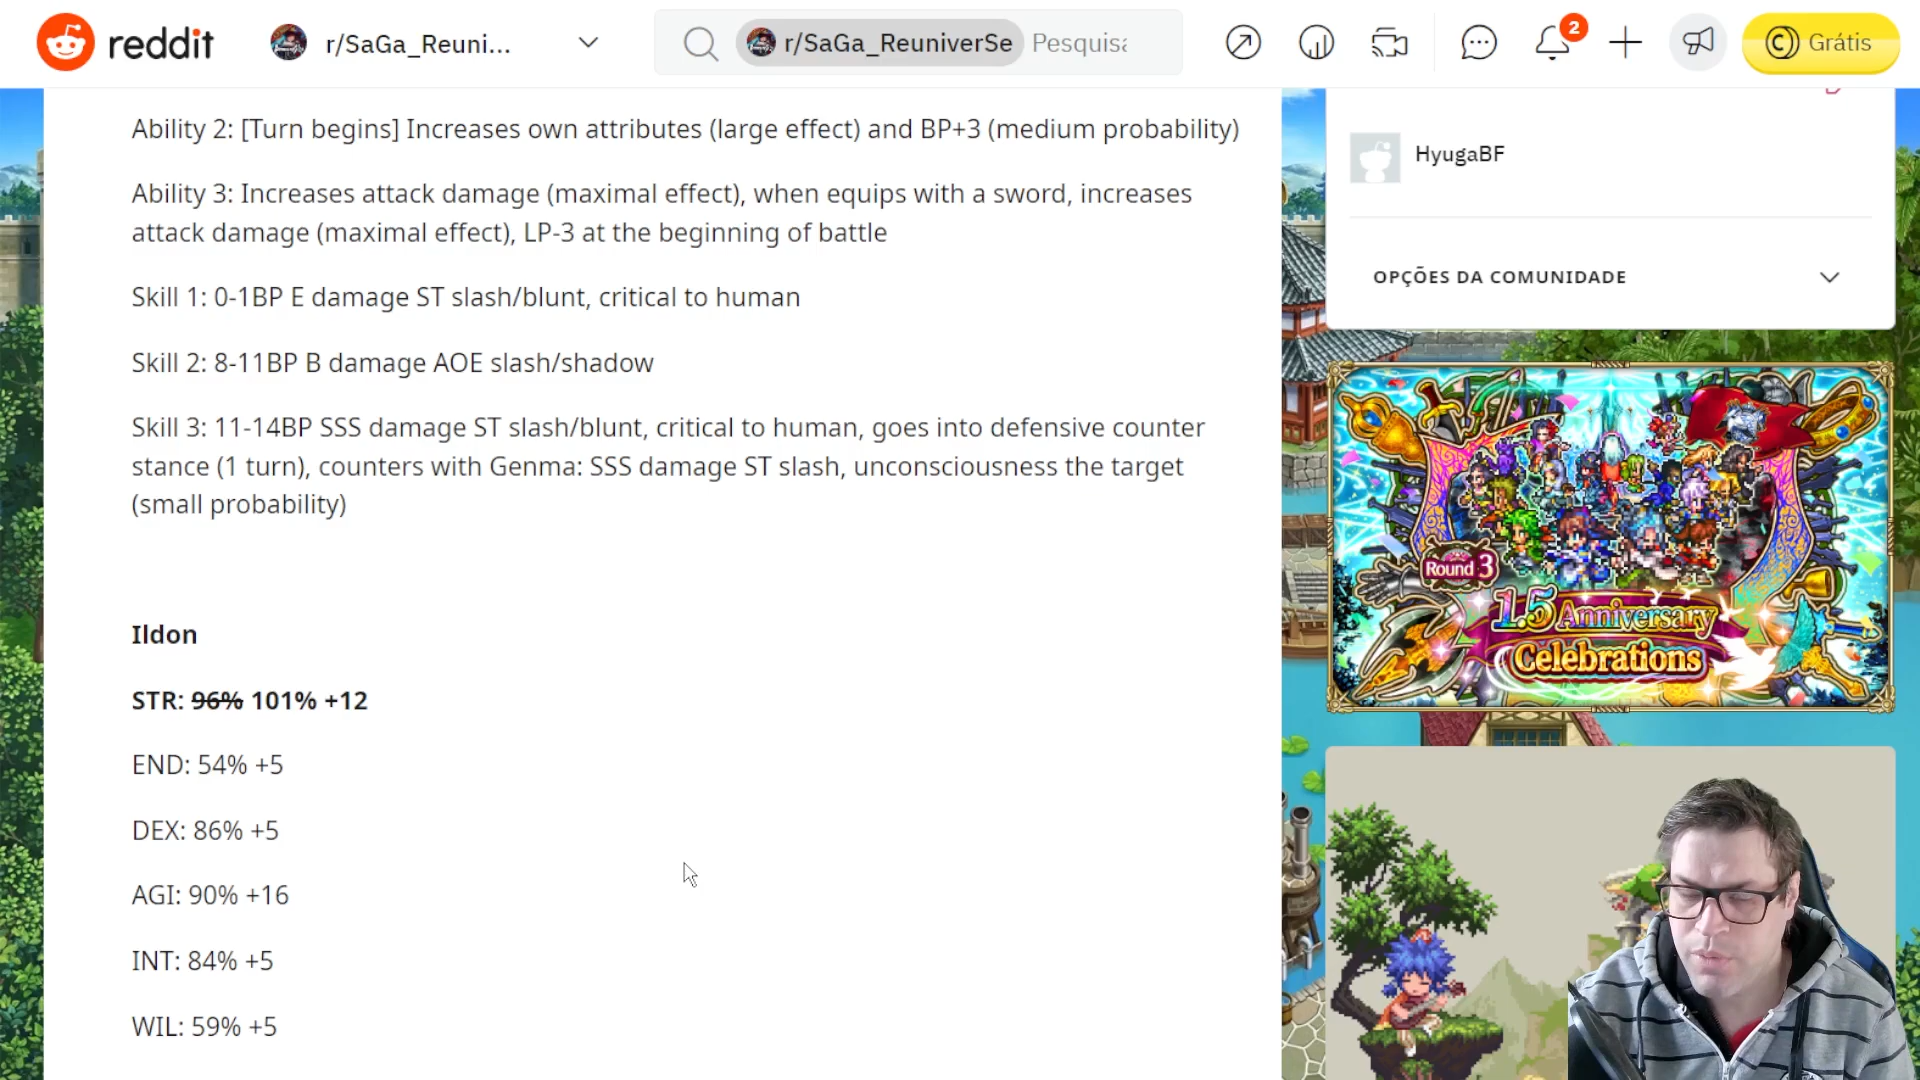 reddit
r/SaGa_Reuni...
r/SaGa_ReuniverSe
Pesquis
2
Grátis
Ability 2: [Turn begins] Increases own attributes (large effect) and BP+3 (medium probability)
Ability 3: Increases attack damage (maximal effect), when equips with a sword, increases
attack damage (maximal effect), LP-3 at the beginning of battle
Skill 1: 0-1BP E damage ST slash/blunt, critical to human
Skill 2: 8-11BP B damage AOE slash/shadow
Skill 3: 11-14BP SSS damage ST slash/blunt, critical to human, goes into defensive counter
stance (1 turn), counters with Genma: SSS damage ST slash, unconsciousness the target
(small probability)
Ildon
STR: 96% 101% +12
END: 54% +5
DEX: 86% +5
AGI: 90% +16
INT: 84% +5
WIL: 59% +5
HyugaBF
OPÇÕES DA COMUNIDADE
Round 3
1.5 Anniversary
Celebrations